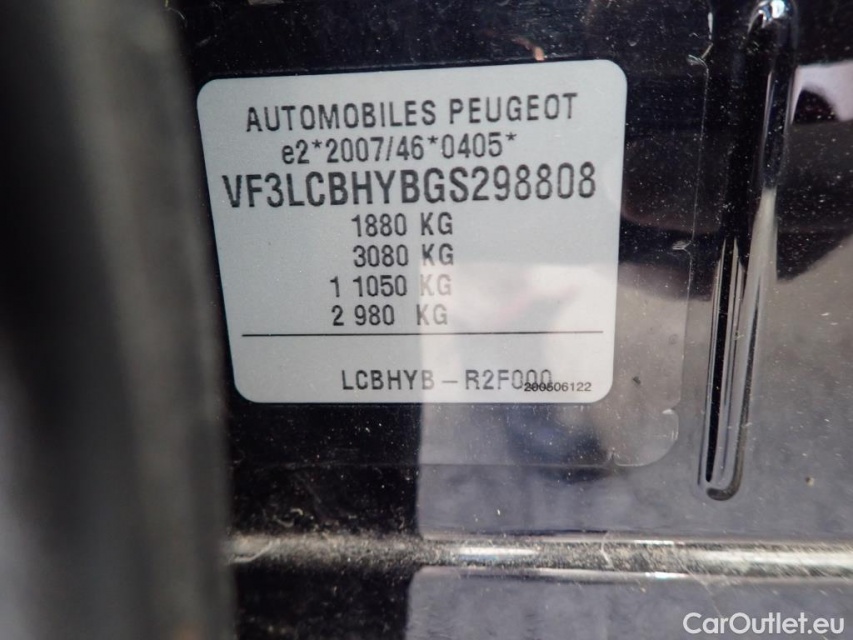 AUTOMOBILES PEUGEOT
e2*2007/46*0405*
VF3LCBHYBGS298808
1880 KG
3080 KG
1 1050 KG
2 980 KG
LCBHYB - R2F000
200506122
CarOutlet.eu